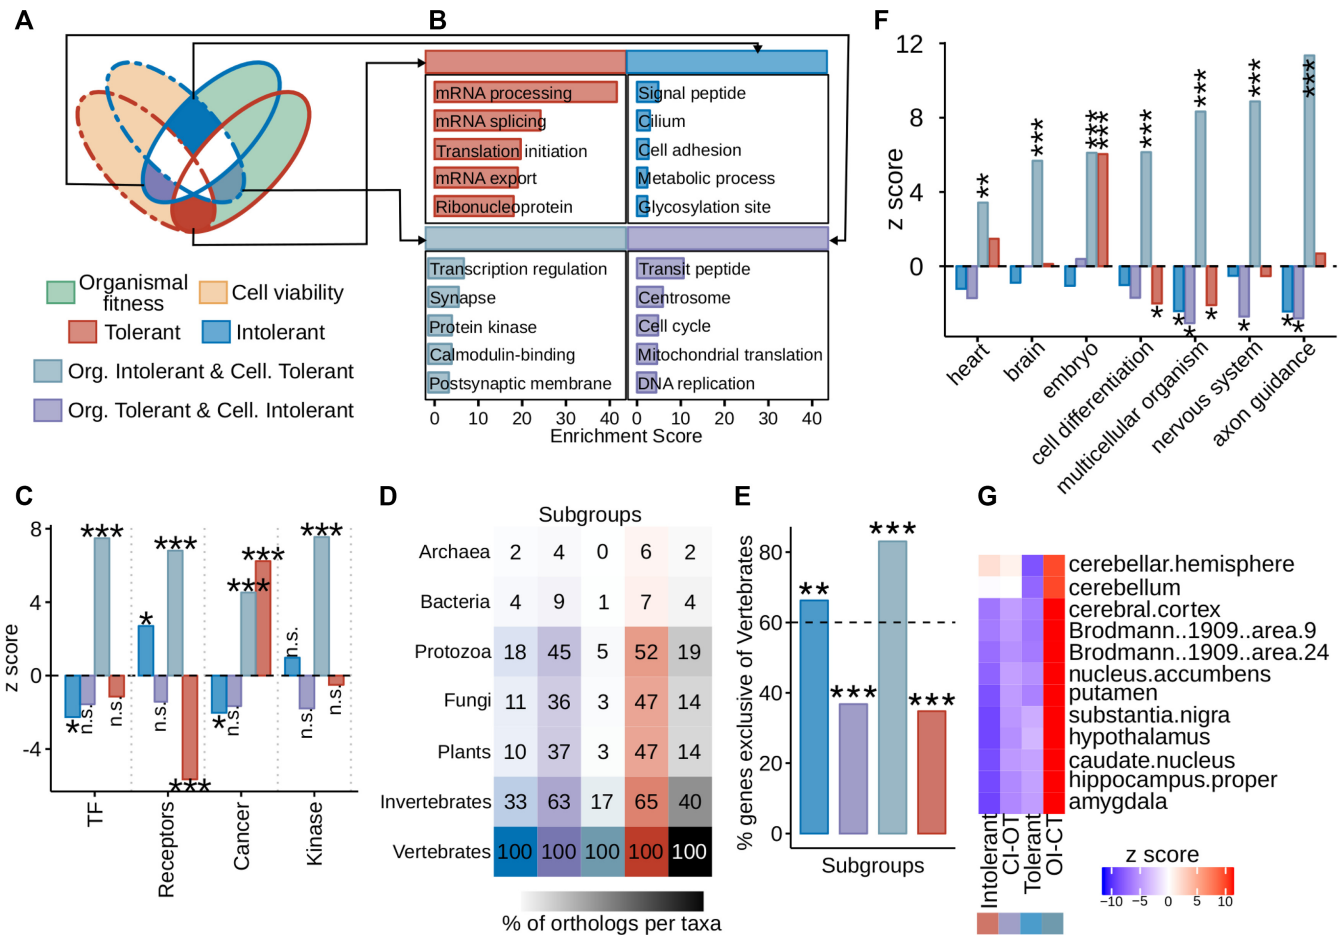 A
B
Organismal
fitness
Cell viability
Tolerant
Intolerant
Org. Intolerant & Cell. Tolerant
Org. Tolerant & Cell. Intolerant
mRNA processing
mRNA splicing
Translation initiation
mRNA export
Ribonucleoprotein
Signal peptide
Cilium
Cell adhesion
Metabolic process
Glycosylation site
Transcription regulation
Synapse
Protein kinase
Calmodulin-binding
Postsynaptic membrane
Transit peptide
Centrosome
Cell cycle
Mitochondrial translation
DNA replication
0 10 20 30 40 0 10 20 30 40
Enrichment Score
F
12
8
4
0
z score
** *** *** *** *** *** *** ***
* * * * * * *
heart
brain
embryo
cell differentiation
multicellular organism
nervous system
axon guidance
C
8
4
0
-4
z score
*** *** *** *** ***
* * * ***
n.s. n.s. n.s. n.s. n.s. n.s. n.s.
TF
Receptors
Cancer
Kinase
D
Subgroups
Archaea 2 4 0 6 2
Bacteria 4 9 1 7 4
Protozoa 18 45 5 52 19
Fungi 11 36 3 47 14
Plants 10 37 3 47 14
Invertebrates 33 63 17 65 40
Vertebrates 100 100 100 100 100
% of orthologs per taxa
E
% genes exclusive of Vertebrates
80
60
40
20
0
** *** *** ***
Subgroups
G
cerebellar.hemisphere
cerebellum
cerebral.cortex
Brodmann..1909..area.9
Brodmann..1909..area.24
nucleus.accumbens
putamen
substantia.nigra
hypothalamus
caudate.nucleus
hippocampus.proper
amygdala
Intolerant
CI-OT
Tolerant
OI-CT
z score
−10 −5 0 5 10